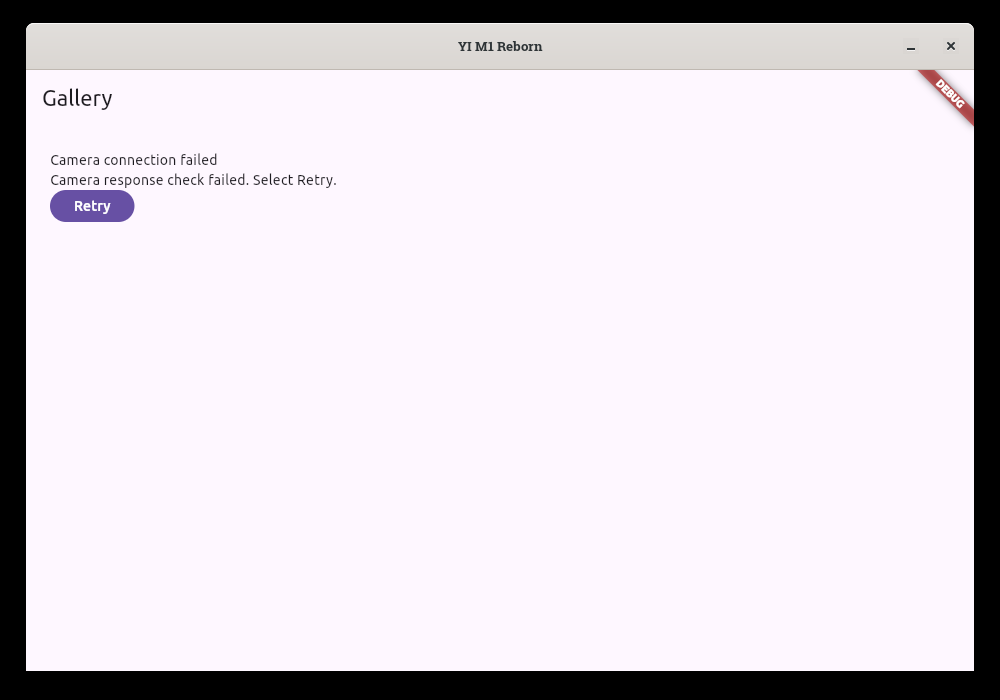 YI M1 Reborn
DEBUG
Gallery
Camera connection failed
Camera response check failed. Select Retry.
Retry